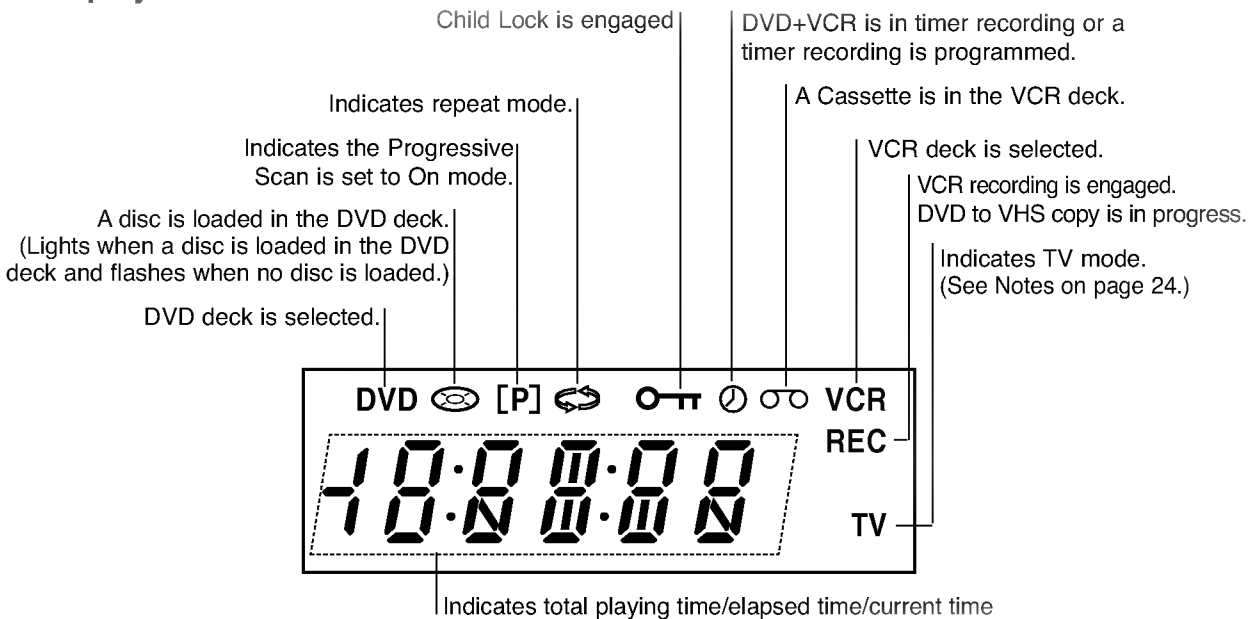 Child Lock is engaged
DVD+VCR is in timer recording or a
timer recording is programmed.
Indicates repeat mode.
A Cassette is in the VCR deck.
Indicates the Progressive
Scan is set to On mode.
VCR deck is selected.
VCR recording is engaged.
DVD to VHS copy is in progress.
A disc is loaded in the DVD deck.
(Lights when a disc is loaded in the DVD
deck and flashes when no disc is loaded.)
Indicates TV mode.
(See Notes on page 24.)
DVD deck is selected.
DVD [P] VCR
REC
TV
Indicates total playing time/elapsed time/current time